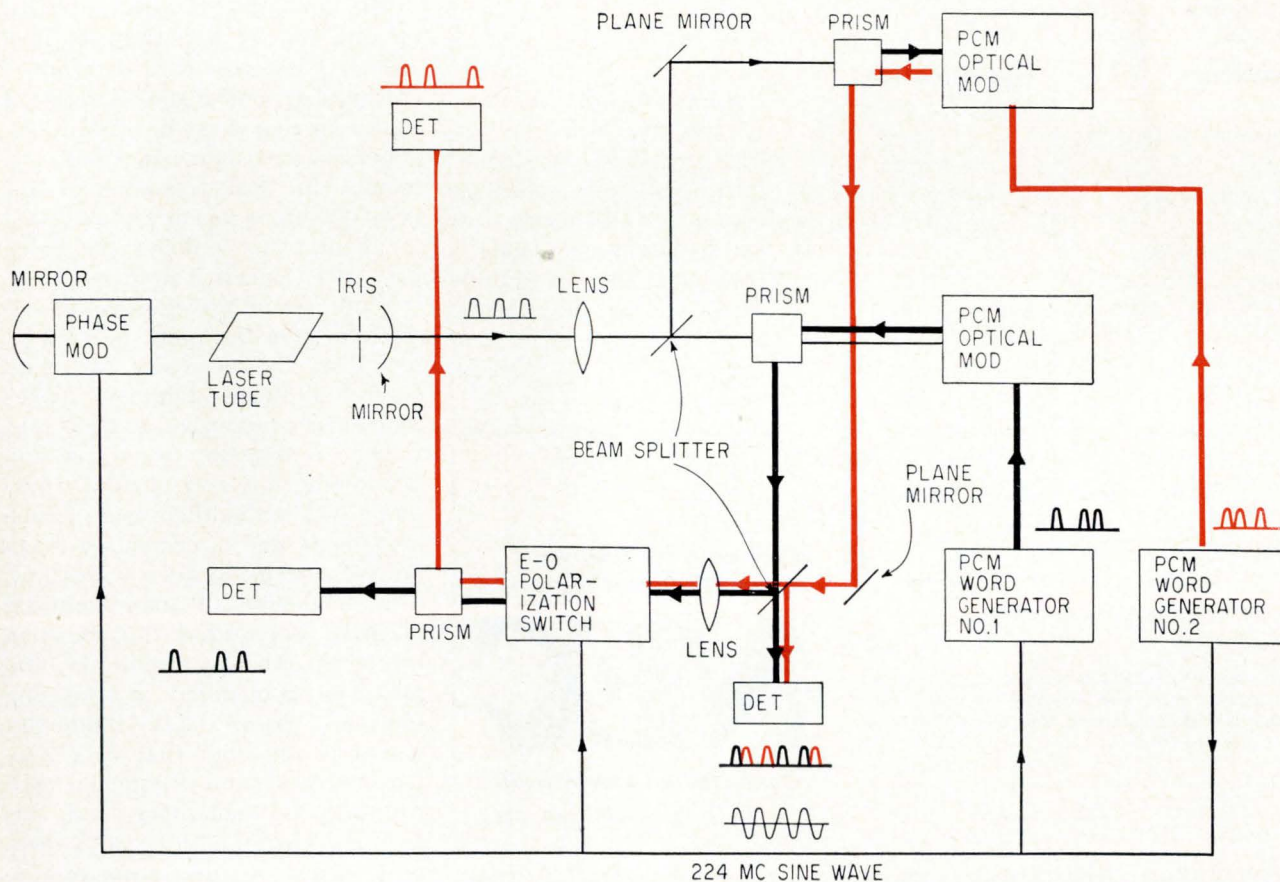 PLANE MIRROR
PRISM
PCM
OPTICAL
MOD
DET
MIRROR
PHASE
MOD
LASER
TUBE
IRIS
MIRROR
LENS
PRISM
PCM
OPTICAL
MOD
BEAM SPLITTER
PLANE
MIRROR
DET
PRISM
E-O
POLAR-
IZATION
SWITCH
LENS
DET
PCM
WORD
GENERATOR
NO.1
PCM
WORD
GENERATOR
NO.2
224 MC SINE WAVE